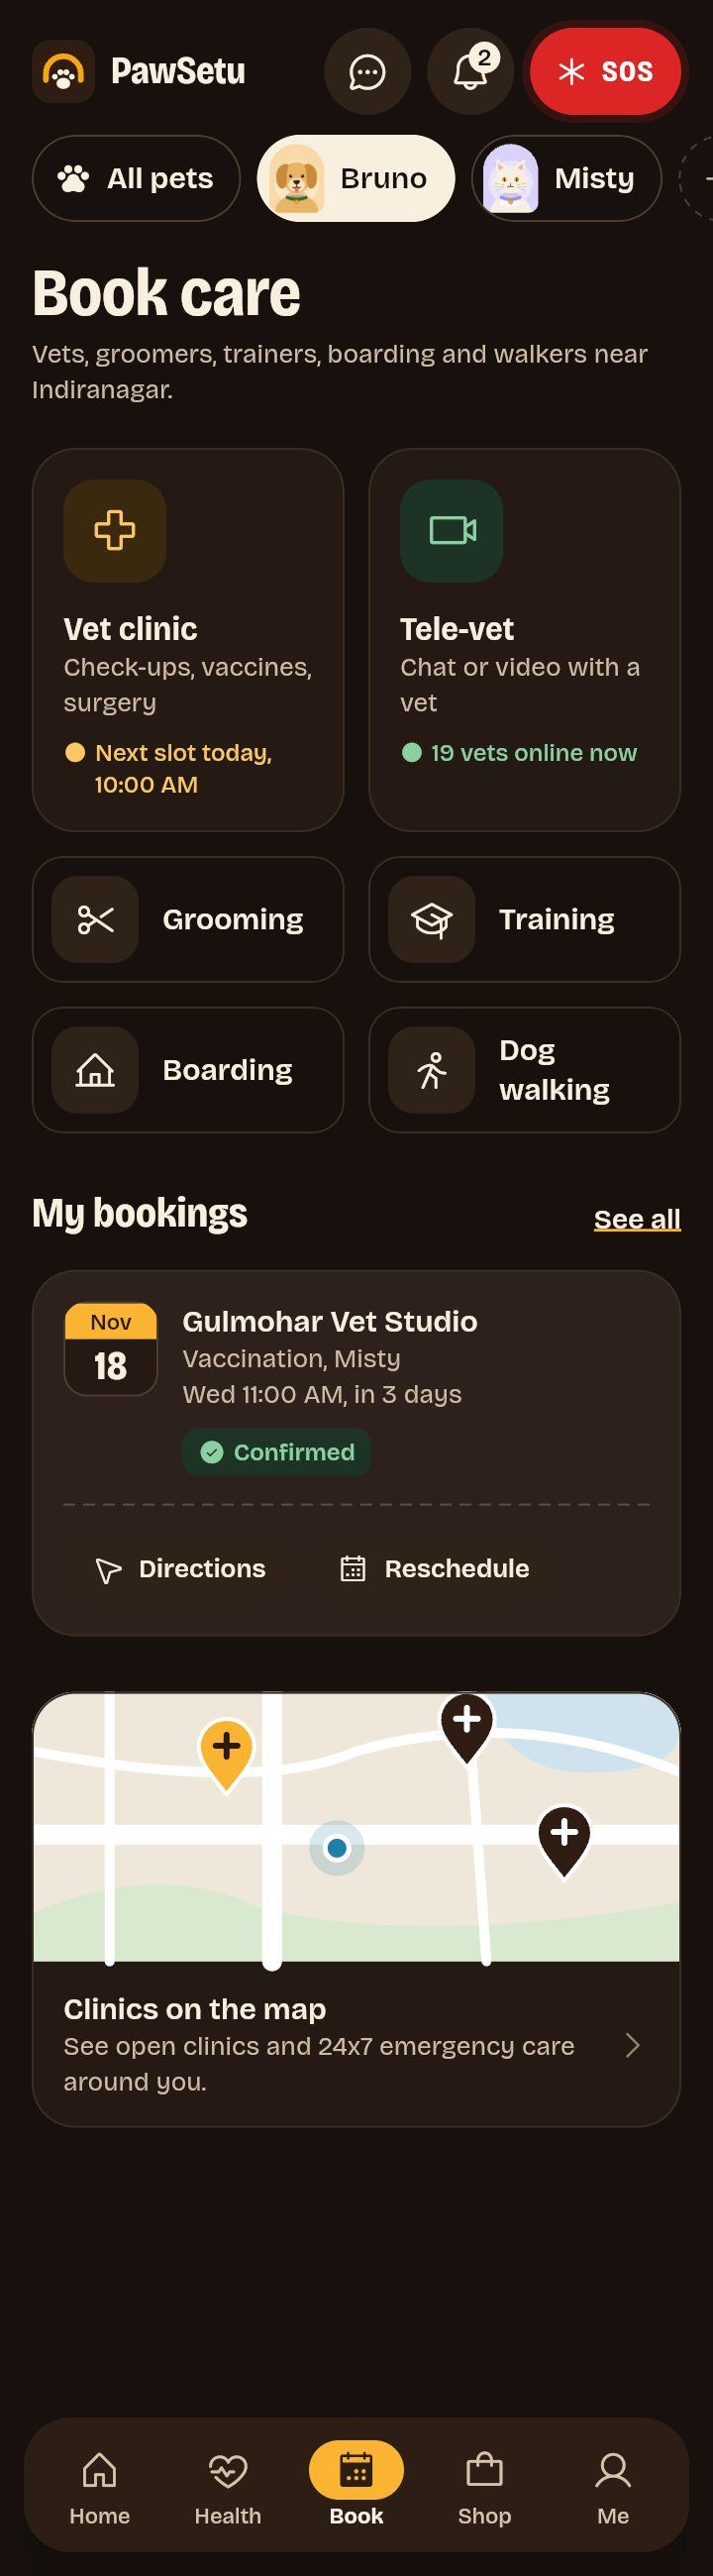 PawSetu
2
SOS
All pets
Bruno
Misty
Book care
Vets, groomers, trainers, boarding and walkers near
Indiranagar.
Vet clinic
Check-ups, vaccines,
surgery
Next slot today,
10:00 AM
Tele-vet
Chat or video with a
vet
19 vets online now
Grooming
Training
Boarding
Dog
walking
My bookings
See all
Nov
18
Gulmohar Vet Studio
Vaccination, Misty
Wed 11:00 AM, in 3 days
Confirmed
Directions
Reschedule
Clinics on the map
See open clinics and 24x7 emergency care
around you.
Home
Health
Book
Shop
Me